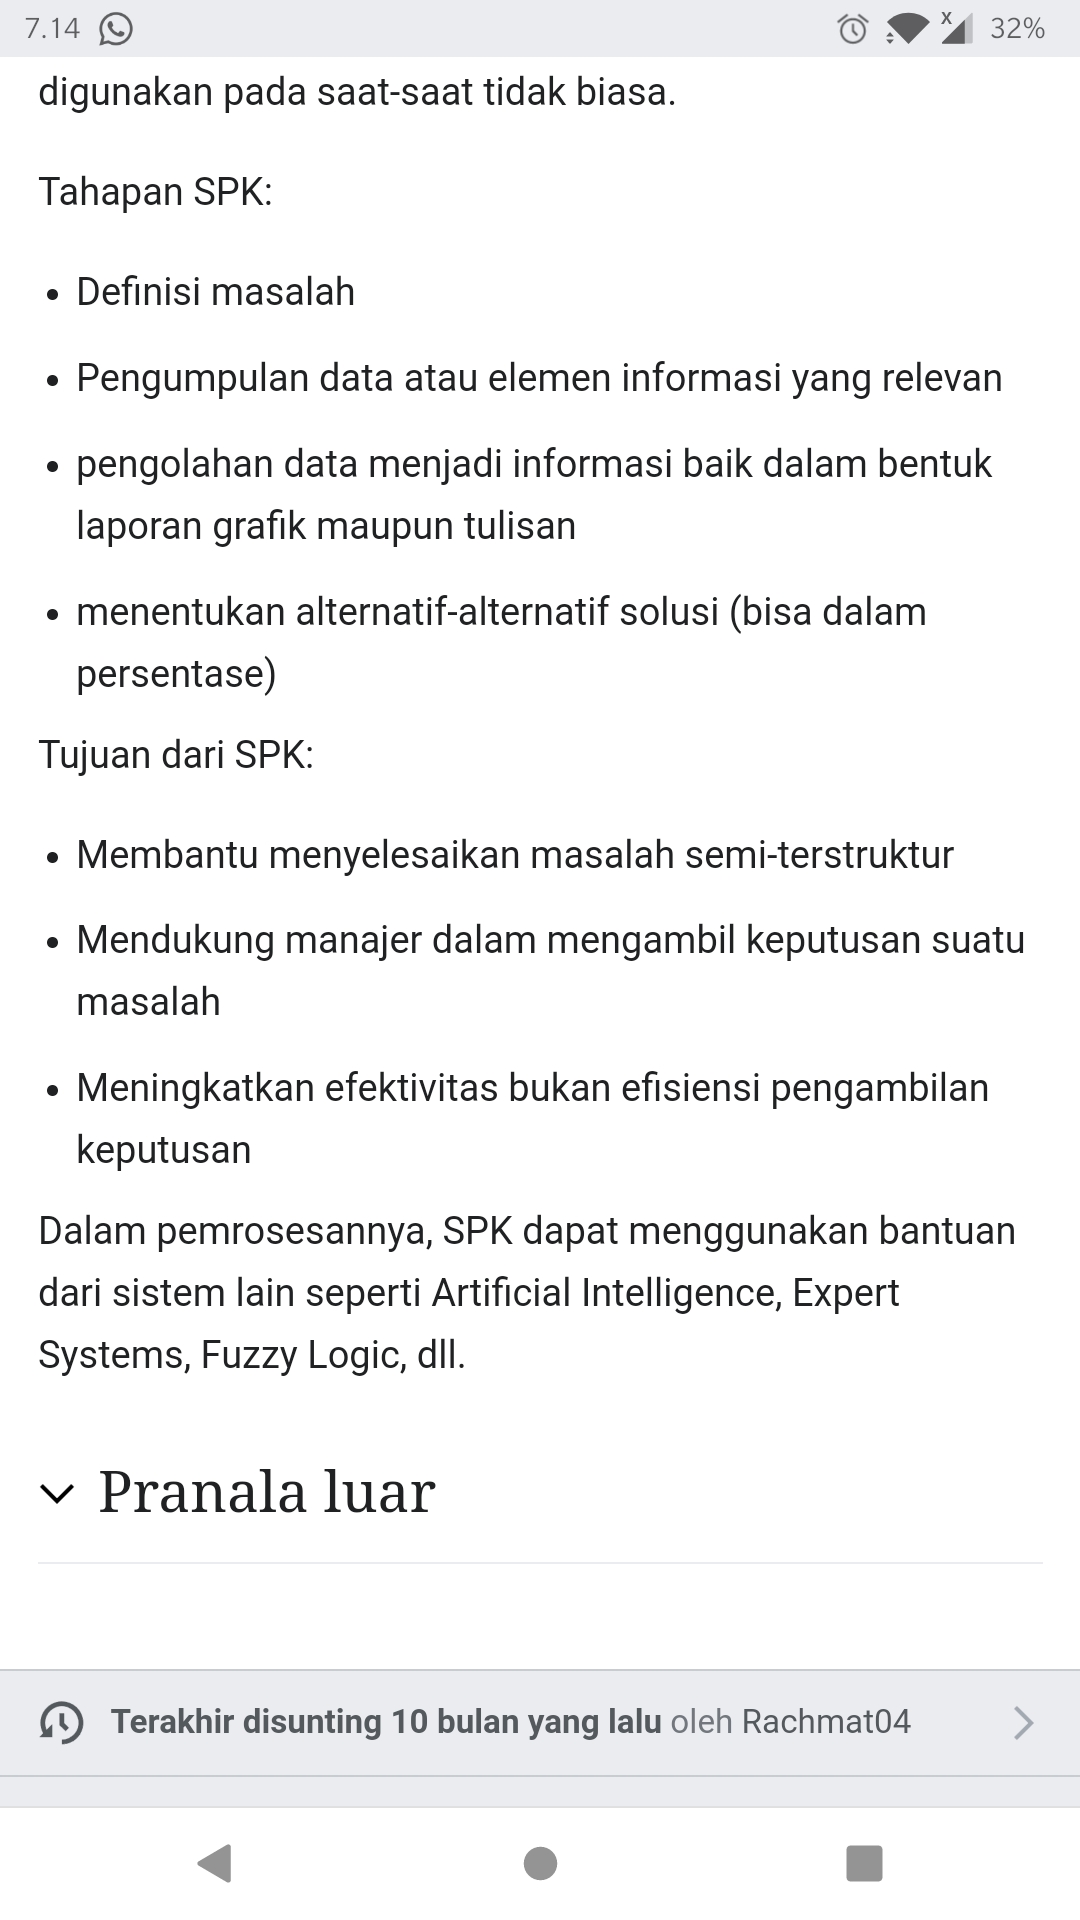 7.14
x
32%
digunakan pada saat-saat tidak biasa.
Tahapan SPK:
• Definisi masalah
• Pengumpulan data atau elemen informasi yang relevan
• pengolahan data menjadi informasi baik dalam bentuk
laporan grafik maupun tulisan
• menentukan alternatif-alternatif solusi (bisa dalam
persentase)
Tujuan dari SPK:
• Membantu menyelesaikan masalah semi-terstruktur
• Mendukung manajer dalam mengambil keputusan suatu
masalah
• Meningkatkan efektivitas bukan efisiensi pengambilan
keputusan
Dalam pemrosesannya, SPK dapat menggunakan bantuan
dari sistem lain seperti Artificial Intelligence, Expert
Systems, Fuzzy Logic, dll.
Pranala luar
Terakhir disunting 10 bulan yang lalu oleh Rachmat04